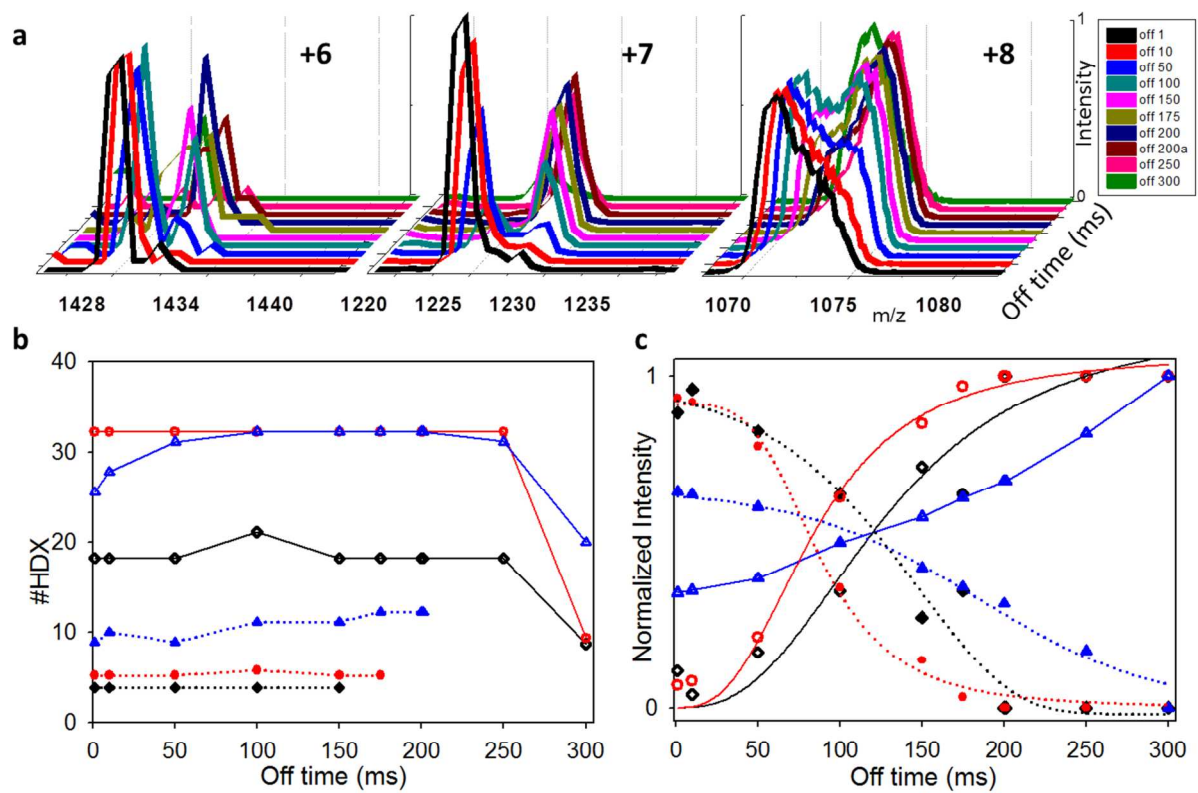 a
+6
+7
+8
1
Intensity
0
off 1
off 10
off 50
off 100
off 150
off 175
off 200
off 200a
off 250
off 300
Off time (ms)
1428 1434 1440 1220 1225 1230 1235 1070 1075 1080
m/z
b
40
30
20
10
0
#HDX
0 50 100 150 200 250 300
Off time (ms)
c
1
0
Normalized Intensity
0 50 100 150 200 250 300
Off time (ms)